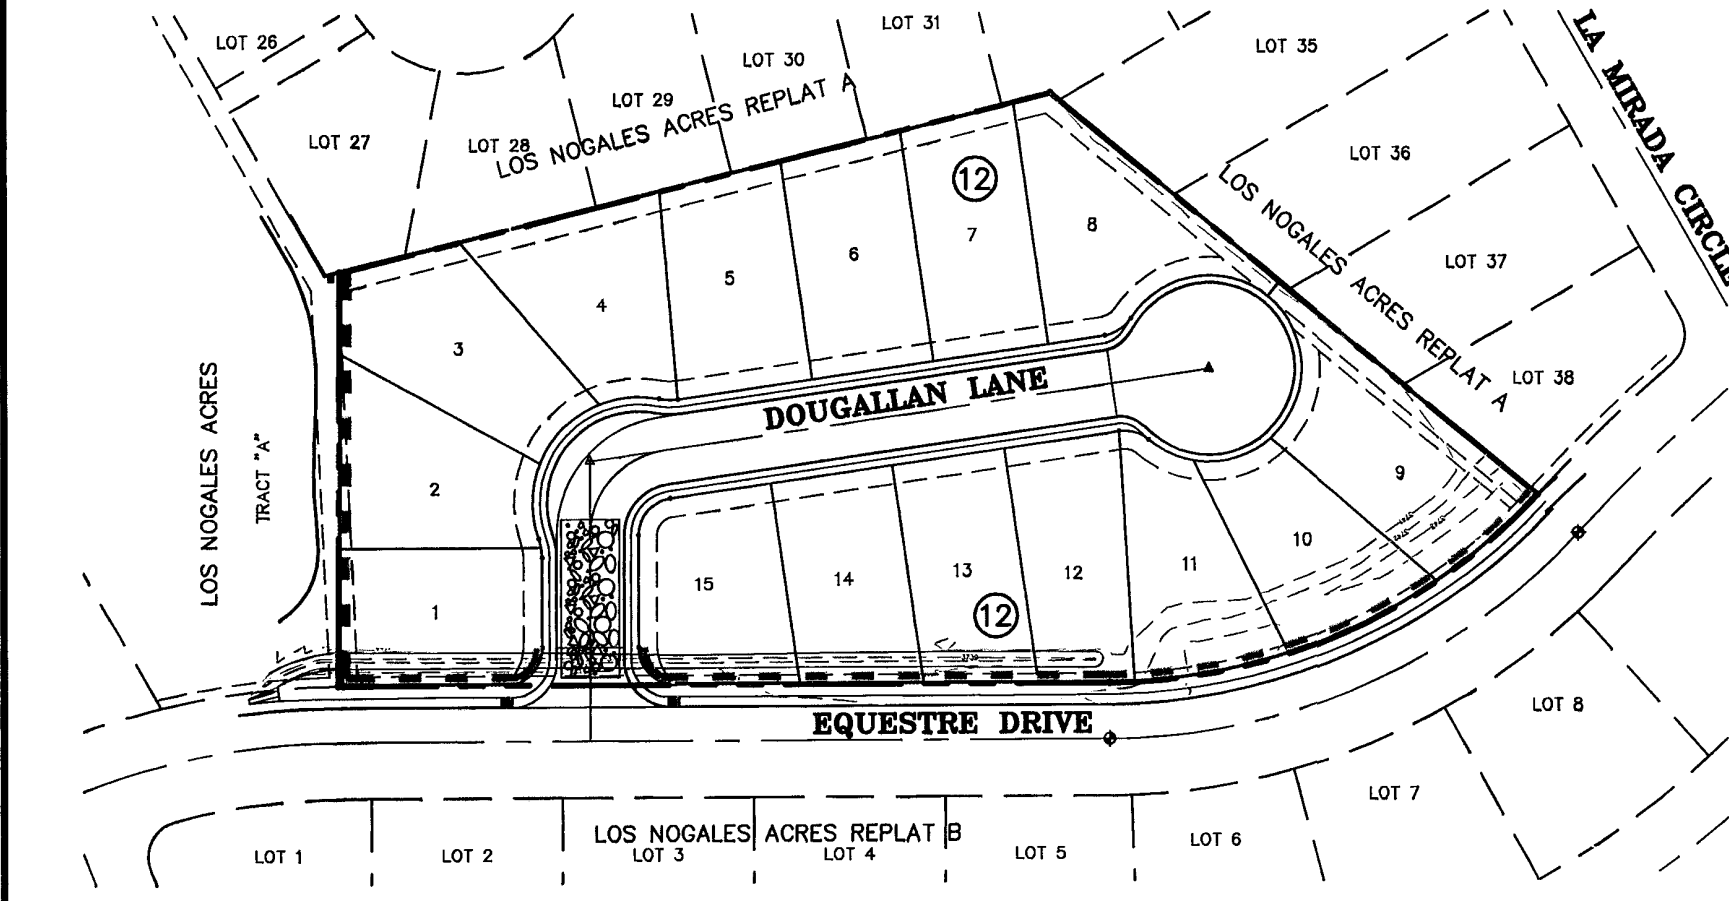 LOT 26
LOT 27
LOT 28
LOT 29
LOT 30
LOT 31
LOS NOGALES ACRES REPLAT A
LOT 35
LOT 36
LOT 37
LOT 38
LA MIRADA CIRCLE
LOS NOGALES ACRES REPLAT A
12
8
7
6
5
4
3
2
1
DOUGALLAN LANE
LOS NOGALES ACRES
TRACT "A"
9
10
11
12
13
14
15
12
EQUESTRE DRIVE
LOS NOGALES ACRES REPLAT B
LOT 1
LOT 2
LOT 3
LOT 4
LOT 5
LOT 6
LOT 7
LOT 8